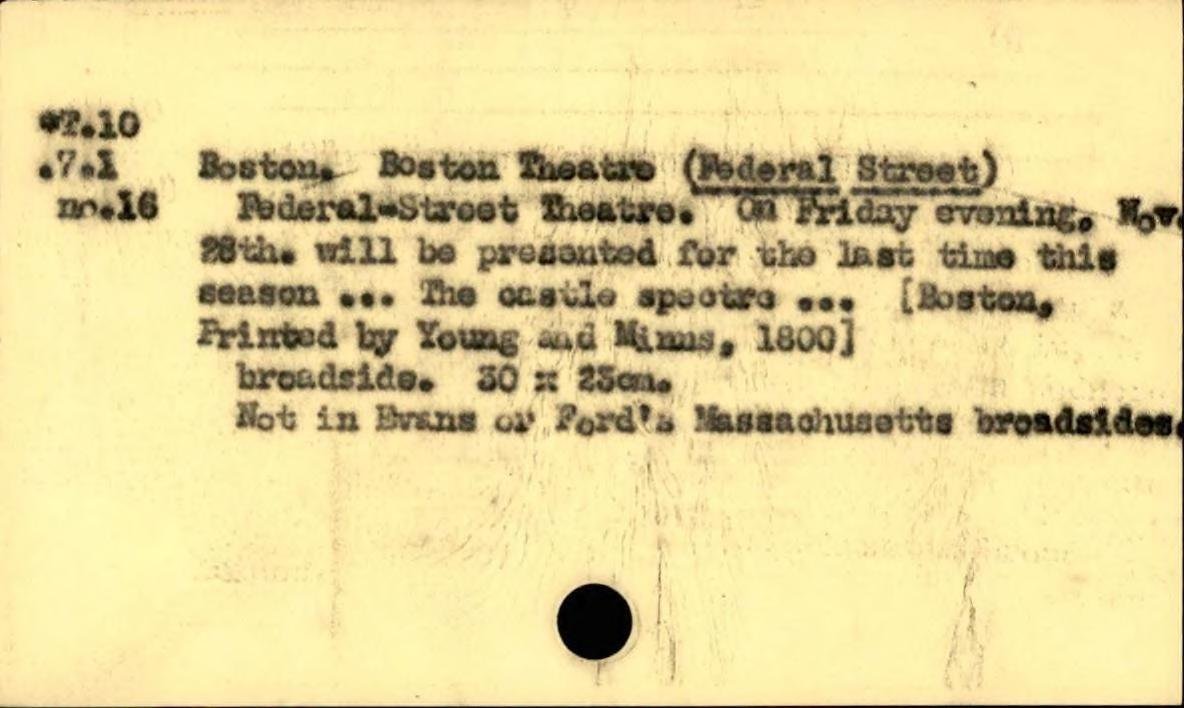 *T.10
.7.1 Boston. Boston Theatre (Federal Street)
no.16 Federal-Street Theatre. On Friday evening, Nov.
28th. will be presented for the last time this
season ... The castle spectre ... [Boston,
Printed by Young and Minns, 1800]
broadside. 30 x 23cm.
Not in Evans or Ford's Massachusetts broadsides.